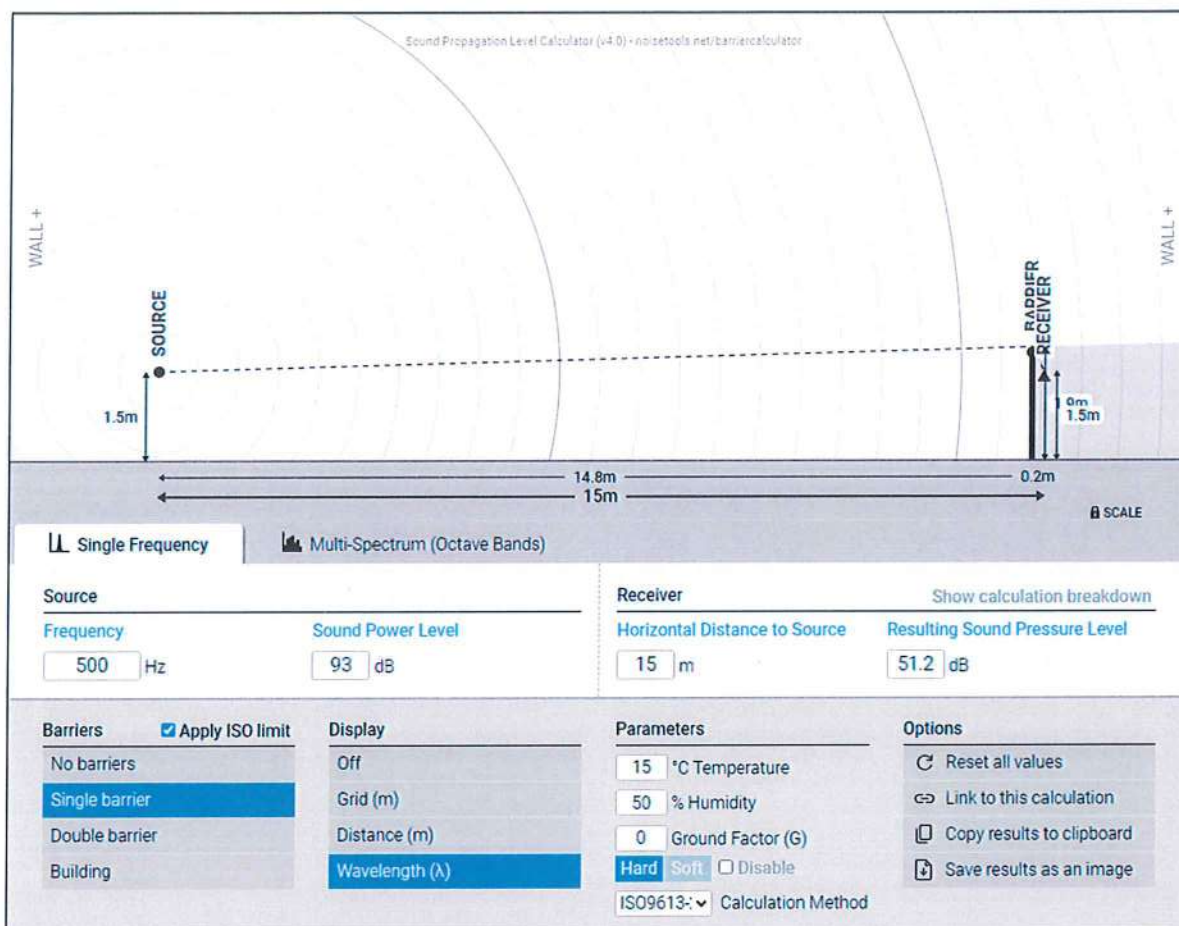 Sound Propagation Level Calculator (v4.0) - noisetools.net/barriercalculator
WALL +
WALL +
SOURCE
BARRIER
RECEIVER
1.5m
1.9m
1.5m
14.8m
0.2m
15m
SCALE
Single Frequency
Multi-Spectrum (Octave Bands)
Source
Receiver
Show calculation breakdown
Frequency
Sound Power Level
Horizontal Distance to Source
Resulting Sound Pressure Level
500 Hz
93 dB
15 m
51.2 dB
Barriers
Apply ISO limit
Display
Parameters
Options
No barriers
Off
15 °C Temperature
Reset all values
Single barrier
Grid (m)
50 % Humidity
Link to this calculation
Double barrier
Distance (m)
0 Ground Factor (G)
Copy results to clipboard
Building
Wavelength (λ)
Hard Soft Disable
Save results as an image
Calculation Method